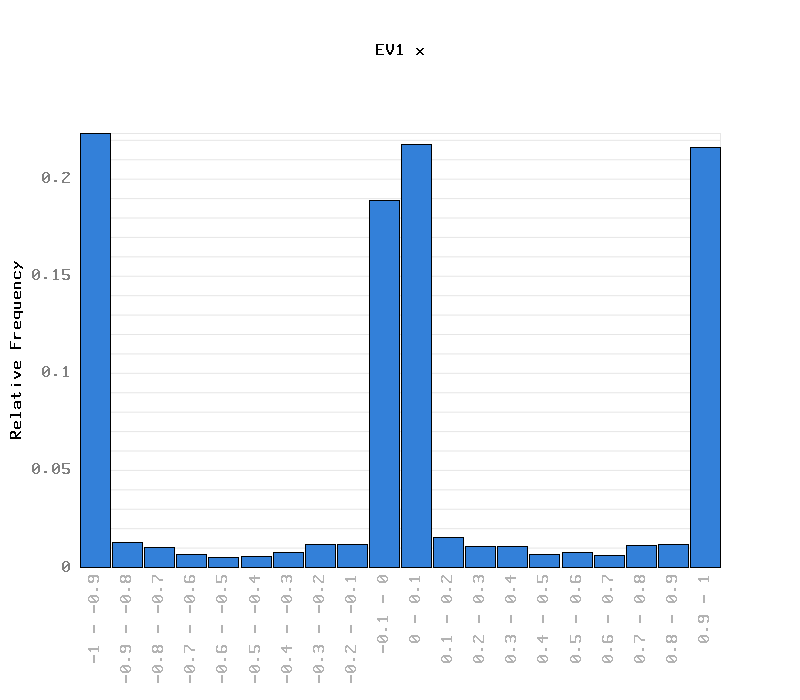 EV1 x
Relative Frequency
0.2
0.15
0.1
0.05
0
-1 - -0.9
-0.9 - -0.8
-0.8 - -0.7
-0.7 - -0.6
-0.6 - -0.5
-0.5 - -0.4
-0.4 - -0.3
-0.3 - -0.2
-0.2 - -0.1
-0.1 - 0
0 - 0.1
0.1 - 0.2
0.2 - 0.3
0.3 - 0.4
0.4 - 0.5
0.5 - 0.6
0.6 - 0.7
0.7 - 0.8
0.8 - 0.9
0.9 - 1